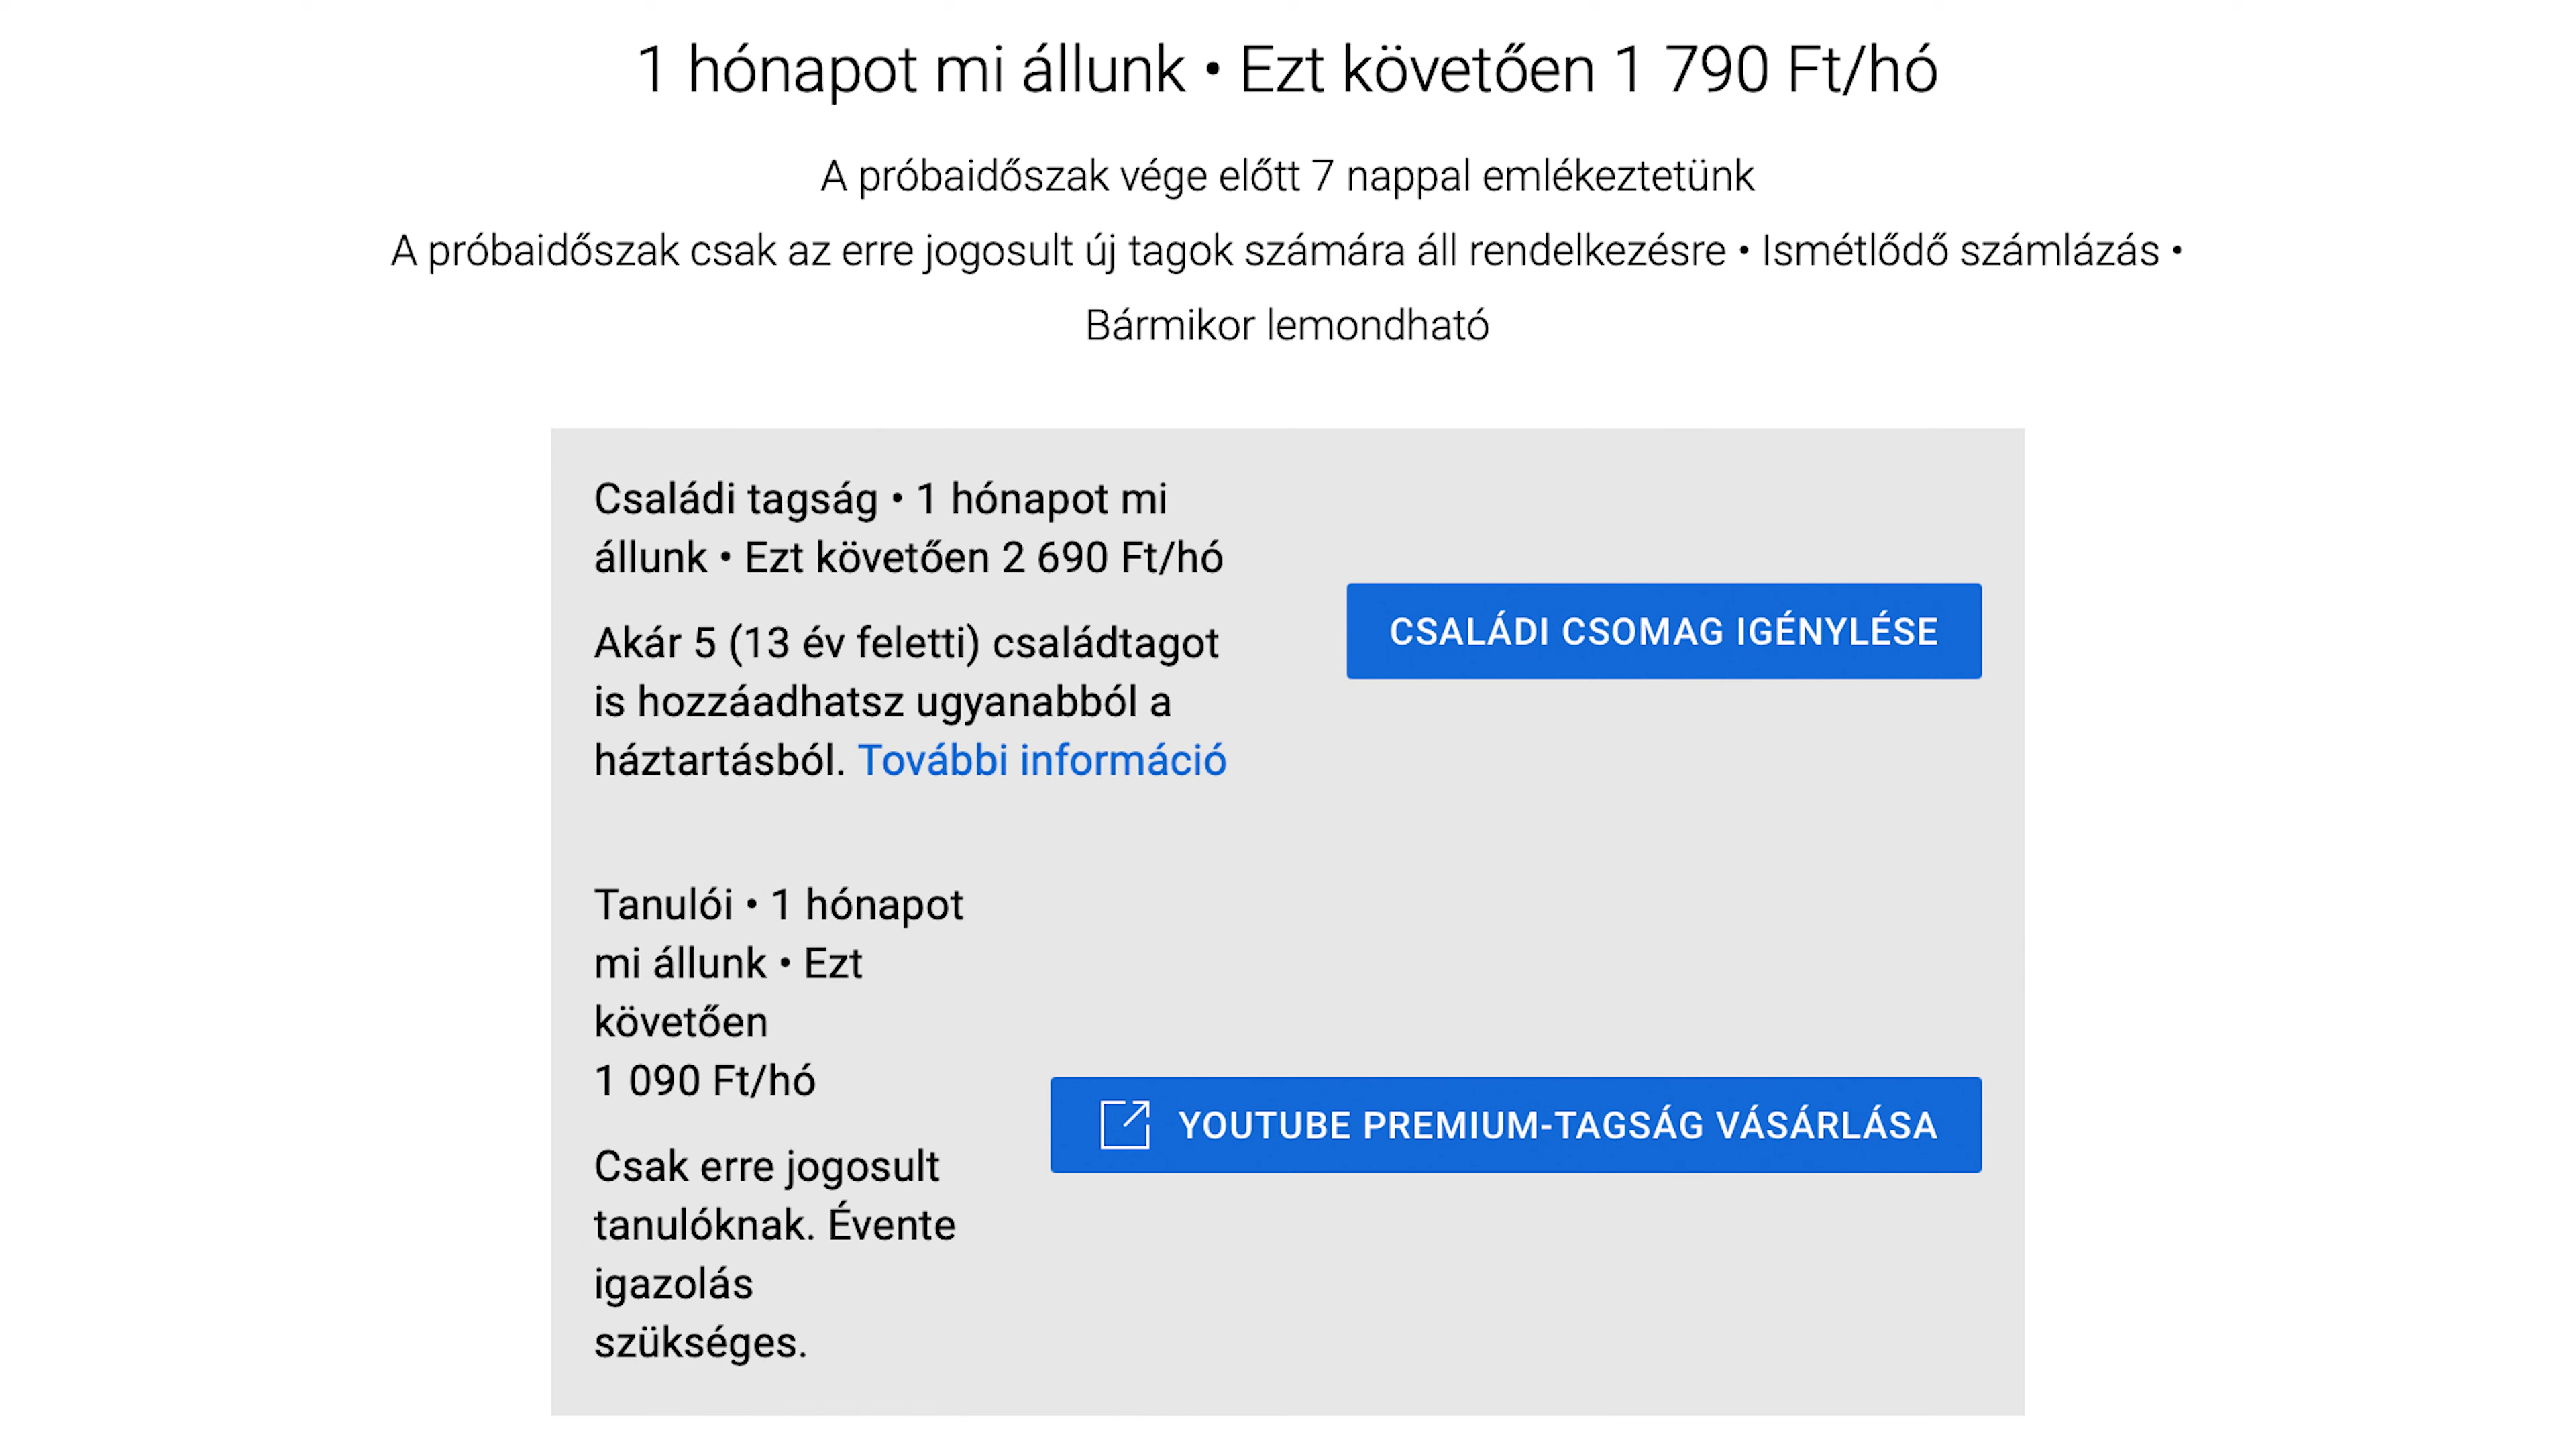 1 hónapot mi állunk • Ezt követően 1 790 Ft/hó
A próbaidőszak vége előtt 7 nappal emlékeztetünk
A próbaidőszak csak az erre jogosult új tagok számára áll rendelkezésre • Ismétlődő számlázás •
Bármikor lemondható
Családi tagság • 1 hónapot mi
állunk • Ezt követően 2 690 Ft/hó
Akár 5 (13 év feletti) családtagot
is hozzáadhatsz ugyanabból a
háztartásból. További információ
CSALÁDI CSOMAG IGÉNYLÉSE
Tanulói • 1 hónapot
mi állunk • Ezt
követően
1 090 Ft/hó
Csak erre jogosult
tanulóknak. Évente
igazolás
szükséges.
YOUTUBE PREMIUM-TAGSÁG VÁSÁRLÁSA